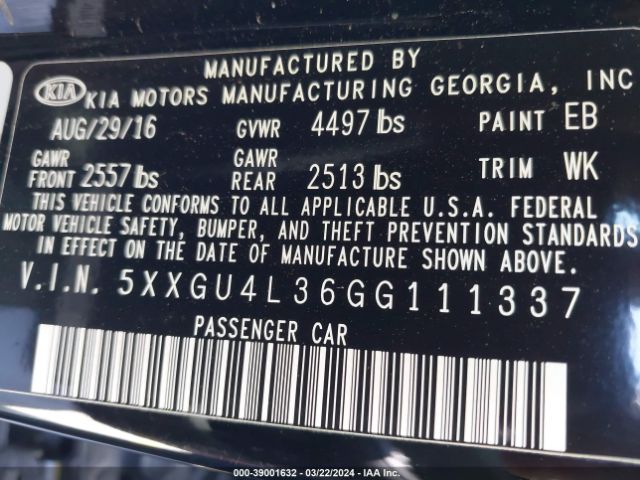 MANUFACTURED BY
KIA KIA MOTORS MANUFACTURING GEORGIA, INC
AUG/29/16 GVWR 4497 lbs PAINT EB
GAWR FRONT 2557 lbs GAWR REAR 2513 lbs TRIM WK
THIS VEHICLE CONFORMS TO ALL APPLICABLE U.S.A. FEDERAL
MOTOR VEHICLE SAFETY, BUMPER, AND THEFT PREVENTION STANDARDS
IN EFFECT ON THE DATE OF MANUFACTURE SHOWN ABOVE.
V.I.N. 5XXGU4L36GG111337
PASSENGER CAR
000-39001632 - 03/22/2024 - IAA Inc.